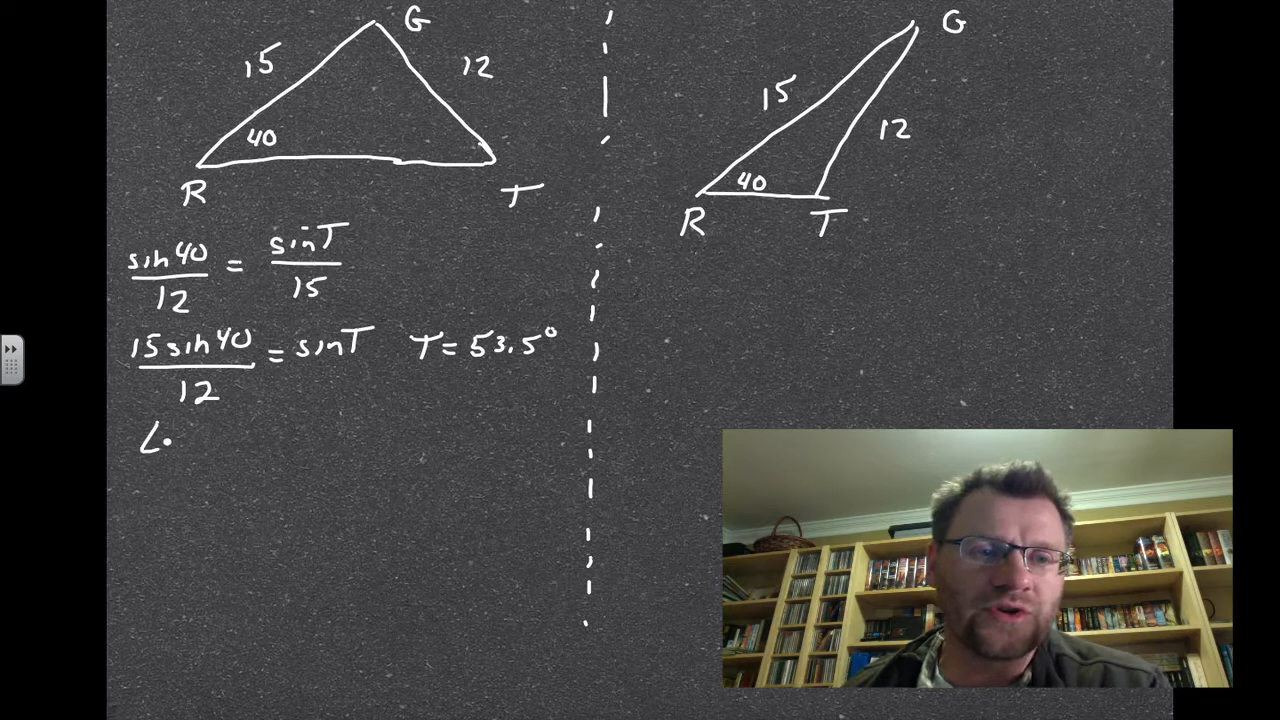 G
15
12
40
R
T
sin40/12 = sinT/15
15sin40/12 = sinT T = 53.5°
∠
G
15
12
40
R
T